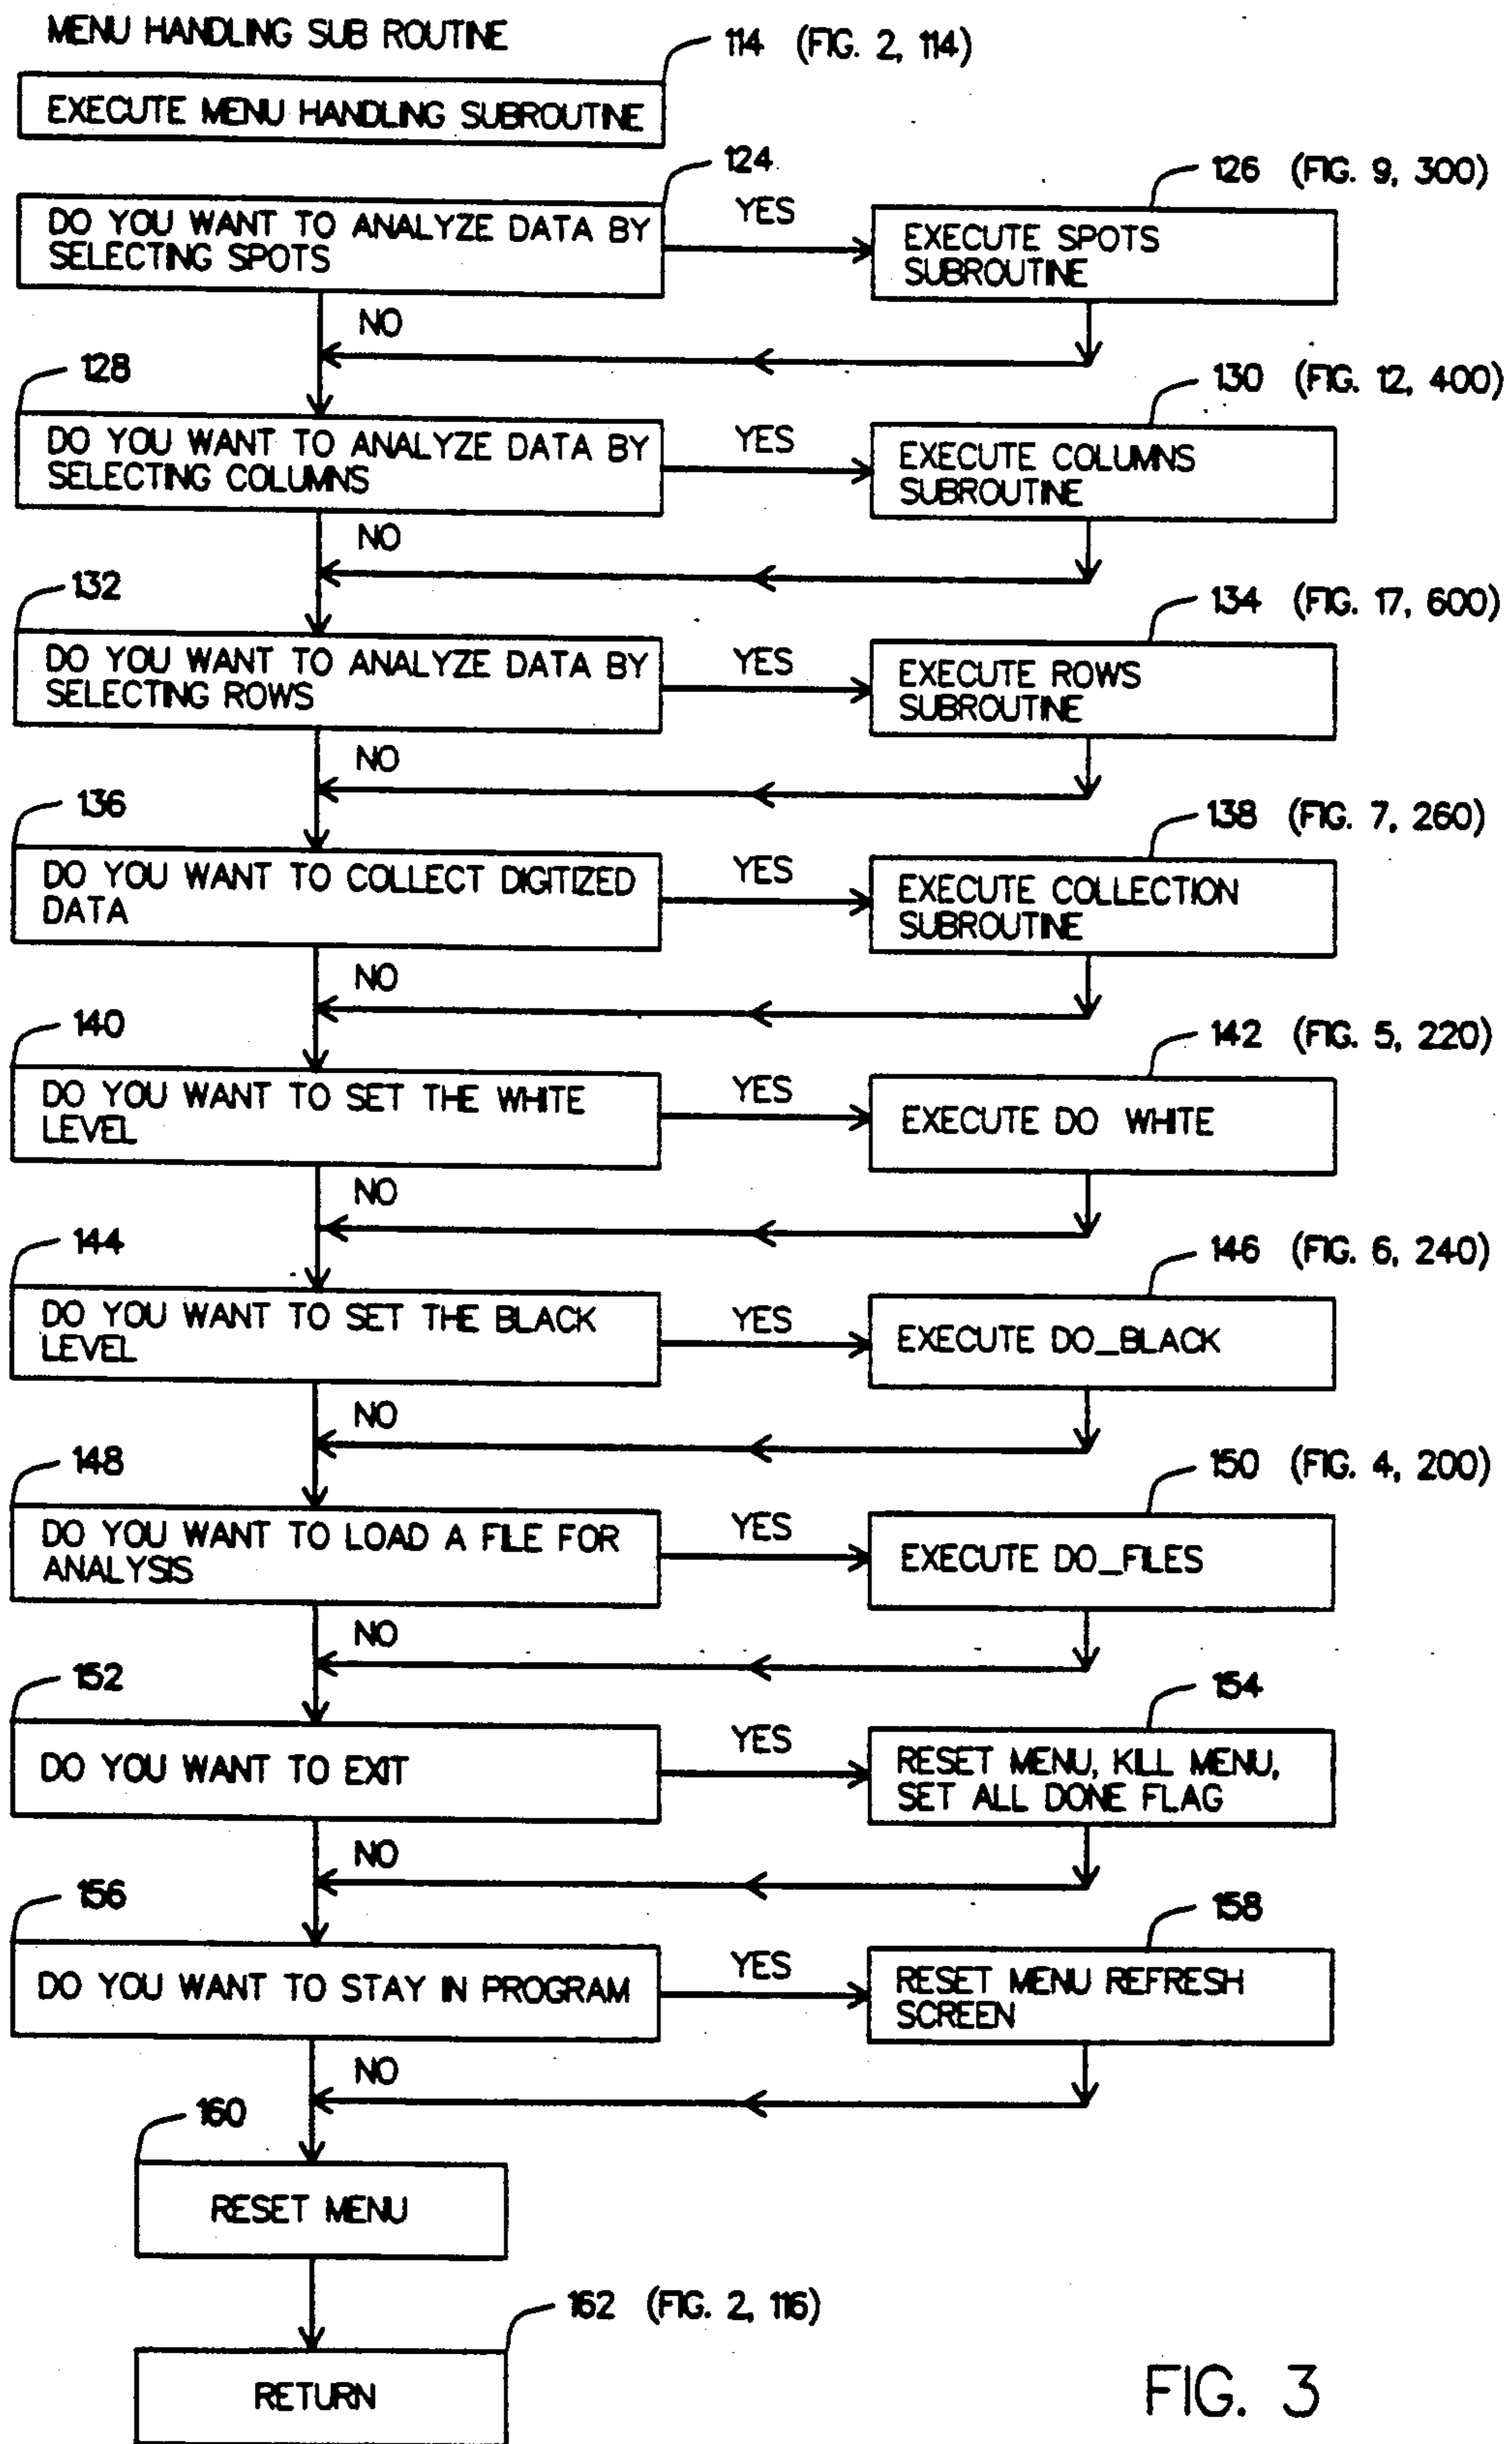 MENU HANDLING SUB ROUTINE
114 (FIG. 2, 114)
EXECUTE MENU HANDLING SUBROUTINE
124
126 (FIG. 9, 300)
DO YOU WANT TO ANALYZE DATA BY
SELECTING SPOTS
YES
EXECUTE SPOTS
SUBROUTINE
NO
128
130 (FIG. 12, 400)
DO YOU WANT TO ANALYZE DATA BY
SELECTING COLUMNS
YES
EXECUTE COLUMNS
SUBROUTINE
NO
132
134 (FIG. 17, 600)
DO YOU WANT TO ANALYZE DATA BY
SELECTING ROWS
YES
EXECUTE ROWS
SUBROUTINE
NO
136
138 (FIG. 7, 260)
DO YOU WANT TO COLLECT DIGITIZED
DATA
YES
EXECUTE COLLECTION
SUBROUTINE
NO
140
142 (FIG. 5, 220)
DO YOU WANT TO SET THE WHITE
LEVEL
YES
EXECUTE DO WHITE
NO
144
146 (FIG. 6, 240)
DO YOU WANT TO SET THE BLACK
LEVEL
YES
EXECUTE DO_BLACK
NO
148
150 (FIG. 4, 200)
DO YOU WANT TO LOAD A FILE FOR
ANALYSIS
YES
EXECUTE DO_FILES
NO
152
154
DO YOU WANT TO EXIT
YES
RESET MENU, KILL MENU,
SET ALL DONE FLAG
NO
156
158
DO YOU WANT TO STAY IN PROGRAM
YES
RESET MENU REFRESH
SCREEN
NO
160
RESET MENU
162 (FIG. 2, 116)
RETURN
FIG. 3